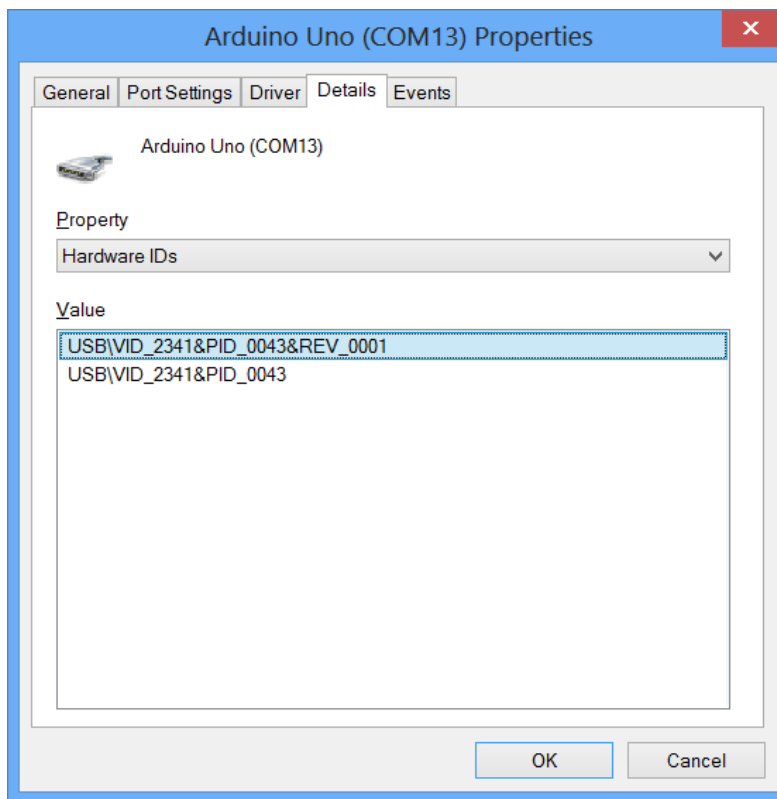 Arduino Uno (COM13) Properties
General Port Settings Driver Details Events
Arduino Uno (COM13)
Property
Hardware IDs
Value
USB\VID_2341&PID_0043&REV_0001
USB\VID_2341&PID_0043
OK Cancel